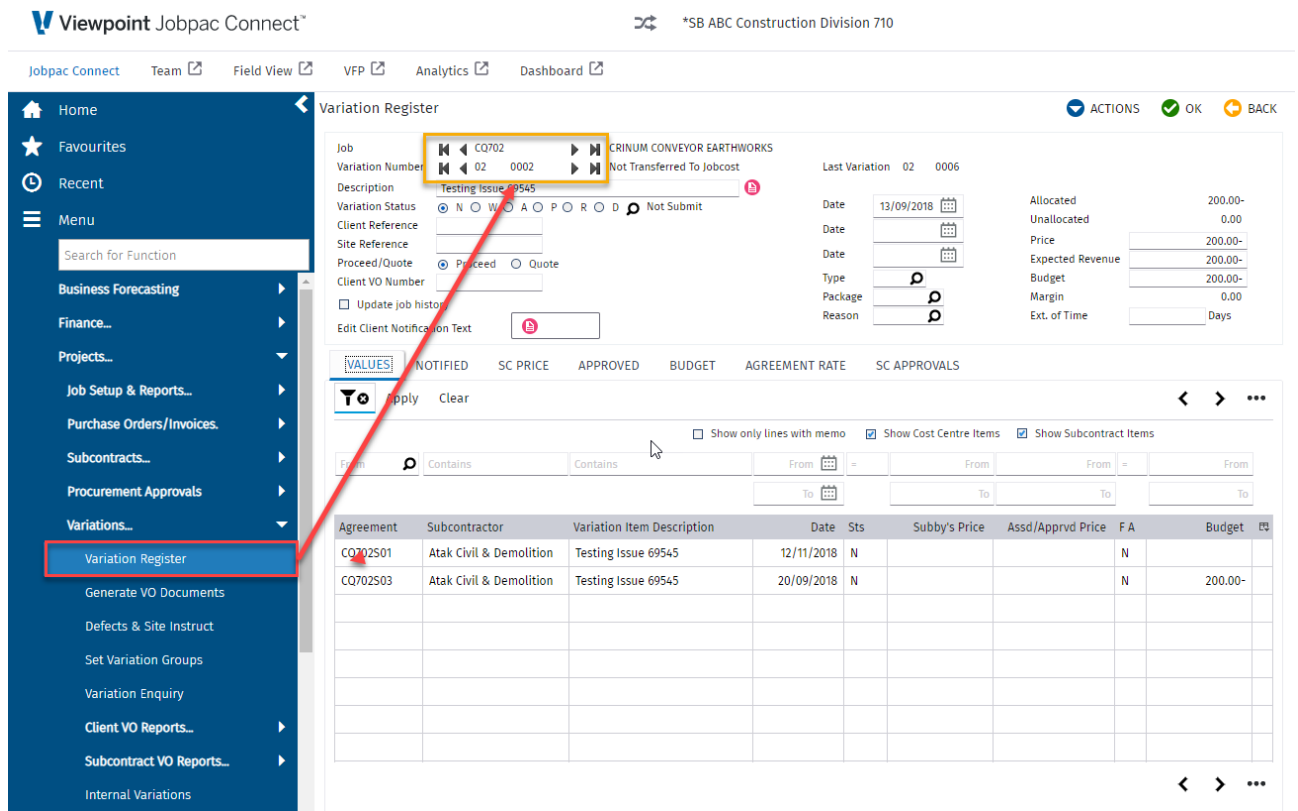 Viewpoint Jobpac Connect™
*SB ABC Construction Division 710
Jobpac Connect Team Field View VFP Analytics Dashboard
Home
Favourites
Recent
Menu
Search for Function
Business Forecasting
Finance...
Projects...
Job Setup & Reports...
Purchase Orders/Invoices.
Subcontracts...
Procurement Approvals
Variations...
Variation Register
Generate VO Documents
Defects & Site Instruct
Set Variation Groups
Variation Enquiry
Client VO Reports...
Subcontract VO Reports...
Internal Variations
Variation Register ACTIONS OK BACK
Job CQ702 CRINUM CONVEYOR EARTHWORKS
Variation Number 02 0002 Not Transferred To Jobcost Last Variation 02 0006
Description Testing Issue 69545
Variation Status N W A P R D Not Submit Date 13/09/2018
Client Reference Date
Site Reference Date
Proceed/Quote Proceed Quote Type
Client VO Number Package
Update job history Reason
Edit Client Notification Text
Allocated 200.00-
Unallocated 0.00
Price 200.00-
Expected Revenue 200.00-
Budget 200.00-
Margin 0.00
Ext. of Time Days
VALUES NOTIFIED SC PRICE APPROVED BUDGET AGREEMENT RATE SC APPROVALS
Apply Clear
Show only lines with memo Show Cost Centre Items Show Subcontract Items
From Contains Contains From = From From = From
To To To To
Agreement Subcontractor Variation Item Description Date Sts Subby's Price Assd/Apprvd Price F A Budget
CQ702S01 Atak Civil & Demolition Testing Issue 69545 12/11/2018 N N
CQ702S03 Atak Civil & Demolition Testing Issue 69545 20/09/2018 N N 200.00-